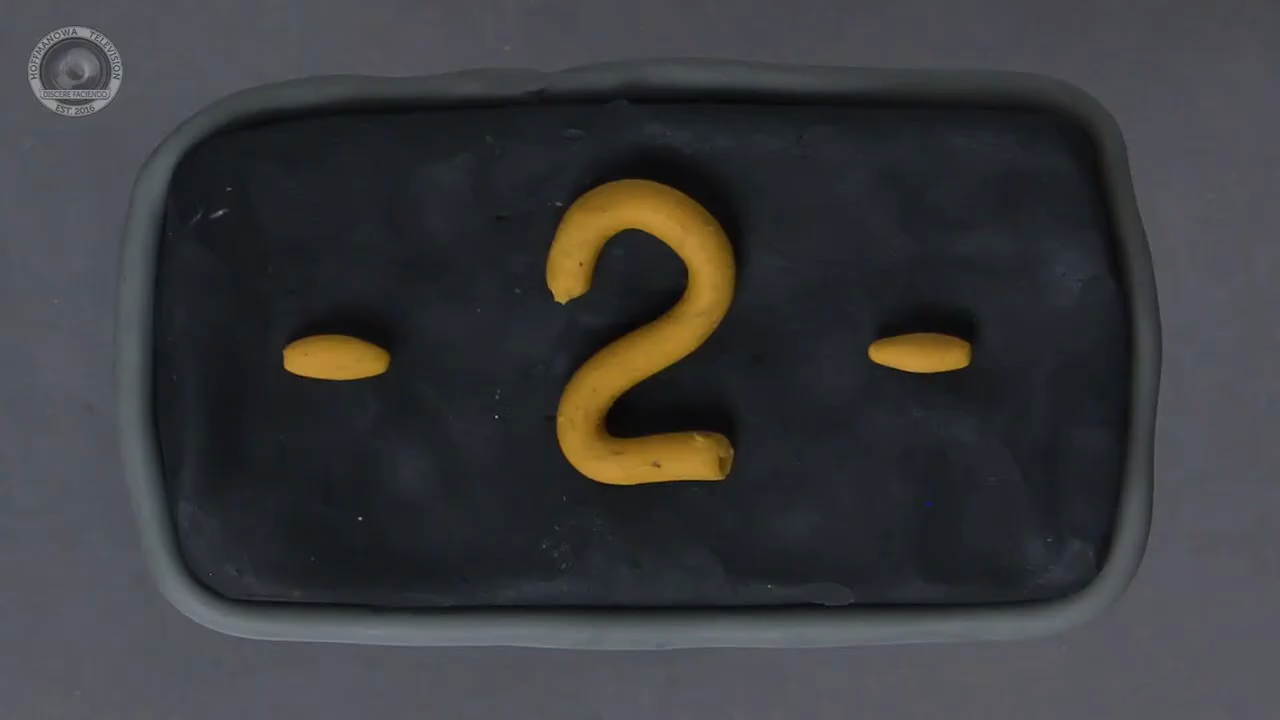 HOFFMANOWA TELEVISION
DISCERE FACIENDO
EST. 2016
- 2 -